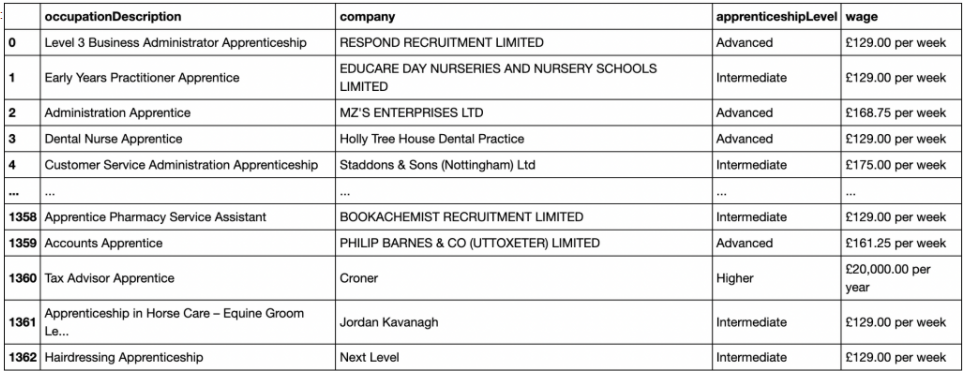 occupationDescription company apprenticeshipLevel wage
0 Level 3 Business Administrator Apprenticeship RESPOND RECRUITMENT LIMITED Advanced £129.00 per week
1 Early Years Practitioner Apprentice EDUCARE DAY NURSERIES AND NURSERY SCHOOLS LIMITED Intermediate £129.00 per week
2 Administration Apprentice MZ'S ENTERPRISES LTD Advanced £168.75 per week
3 Dental Nurse Apprentice Holly Tree House Dental Practice Advanced £129.00 per week
4 Customer Service Administration Apprenticeship Staddons & Sons (Nottingham) Ltd Intermediate £175.00 per week
... ... ... ... ...
1358 Apprentice Pharmacy Service Assistant BOOKACHEMIST RECRUITMENT LIMITED Intermediate £129.00 per week
1359 Accounts Apprentice PHILIP BARNES & CO (UTTOXETER) LIMITED Advanced £161.25 per week
1360 Tax Advisor Apprentice Croner Higher £20,000.00 per year
1361 Apprenticeship in Horse Care – Equine Groom Le... Jordan Kavanagh Intermediate £129.00 per week
1362 Hairdressing Apprenticeship Next Level Intermediate £129.00 per week